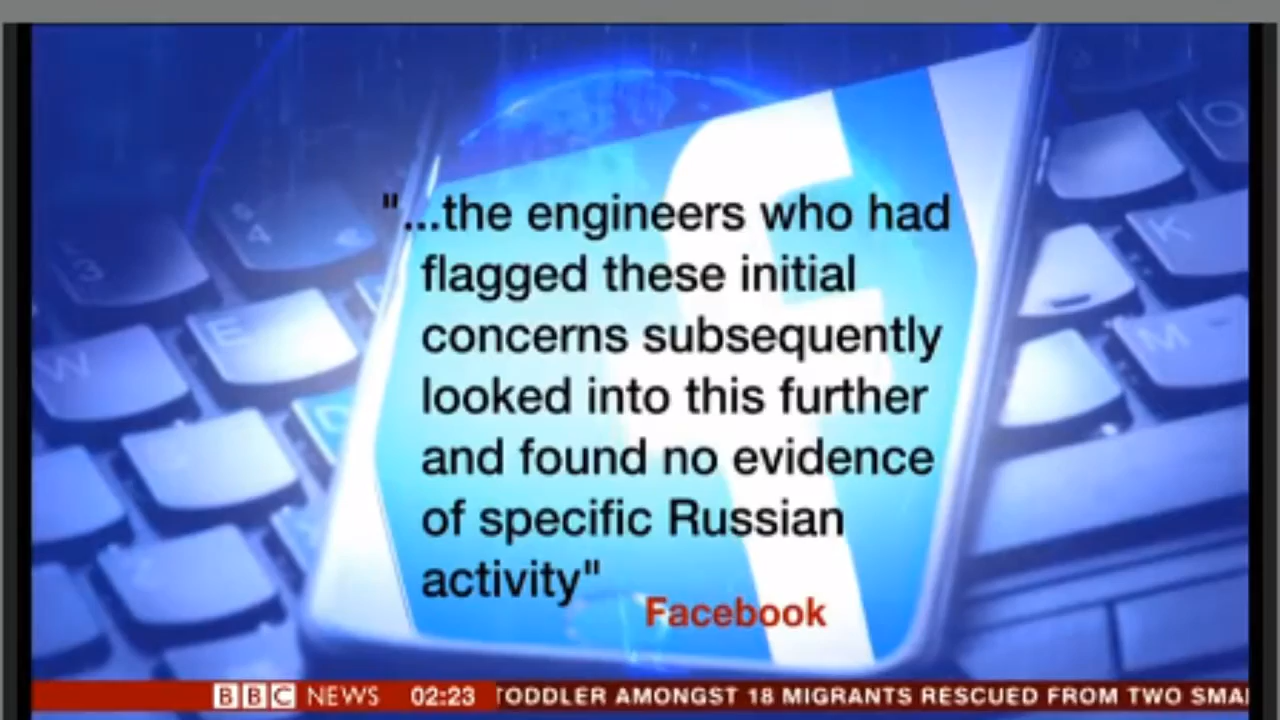 "...the engineers who had
flagged these initial
concerns subsequently
looked into this further
and found no evidence
of specific Russian
activity"
Facebook
BBC NEWS 02:23 TODDLER AMONGST 18 MIGRANTS RESCUED FROM TWO
W
E
3
K
M
O